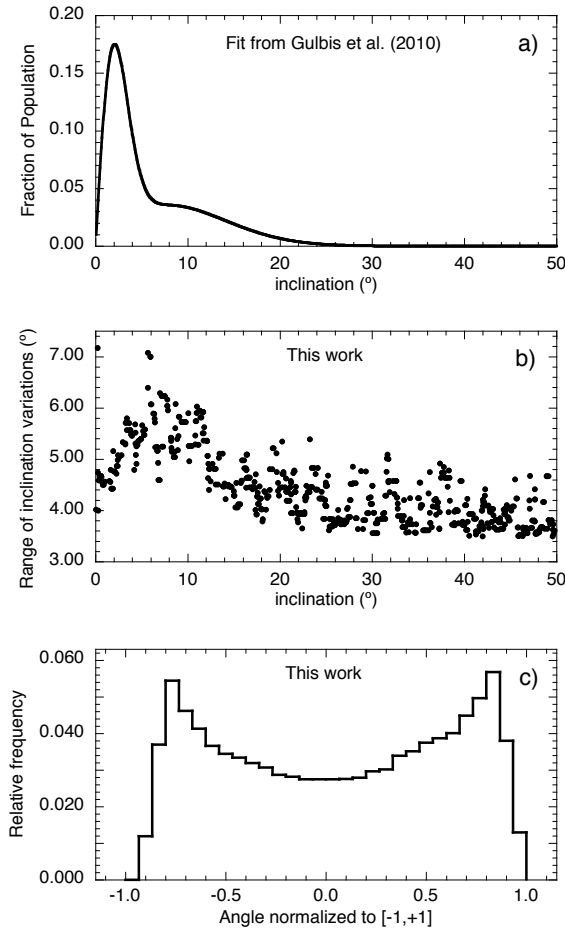 0.20
a)
Fit from Gulbis et al. (2010)
0.15
0.10
0.05
0.00
Fraction of Population
0 10 20 30 40 50
inclination (º)
7.00
b)
This work
6.00
5.00
4.00
3.00
Range of inclination variations (º)
0 10 20 30 40 50
inclination (º)
0.060
c)
This work
0.040
0.020
0.000
Relative frequency
-1.0 -0.5 0.0 0.5 1.0
Angle normalized to [-1,+1]